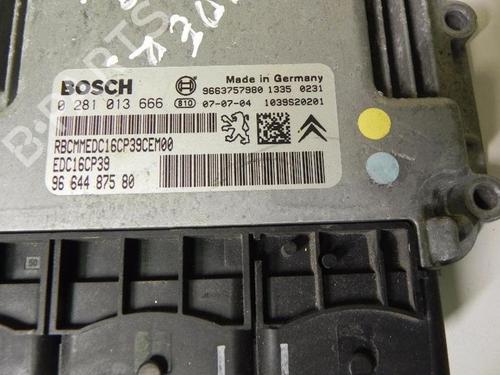 BOSCH
Made in Germany
9663757980 1335 0231
0 281 013 666
810
07-07-04
1039S20201
RBCMMEDC16CP39CEM00
EDC16CP39
96 644 875 80
50